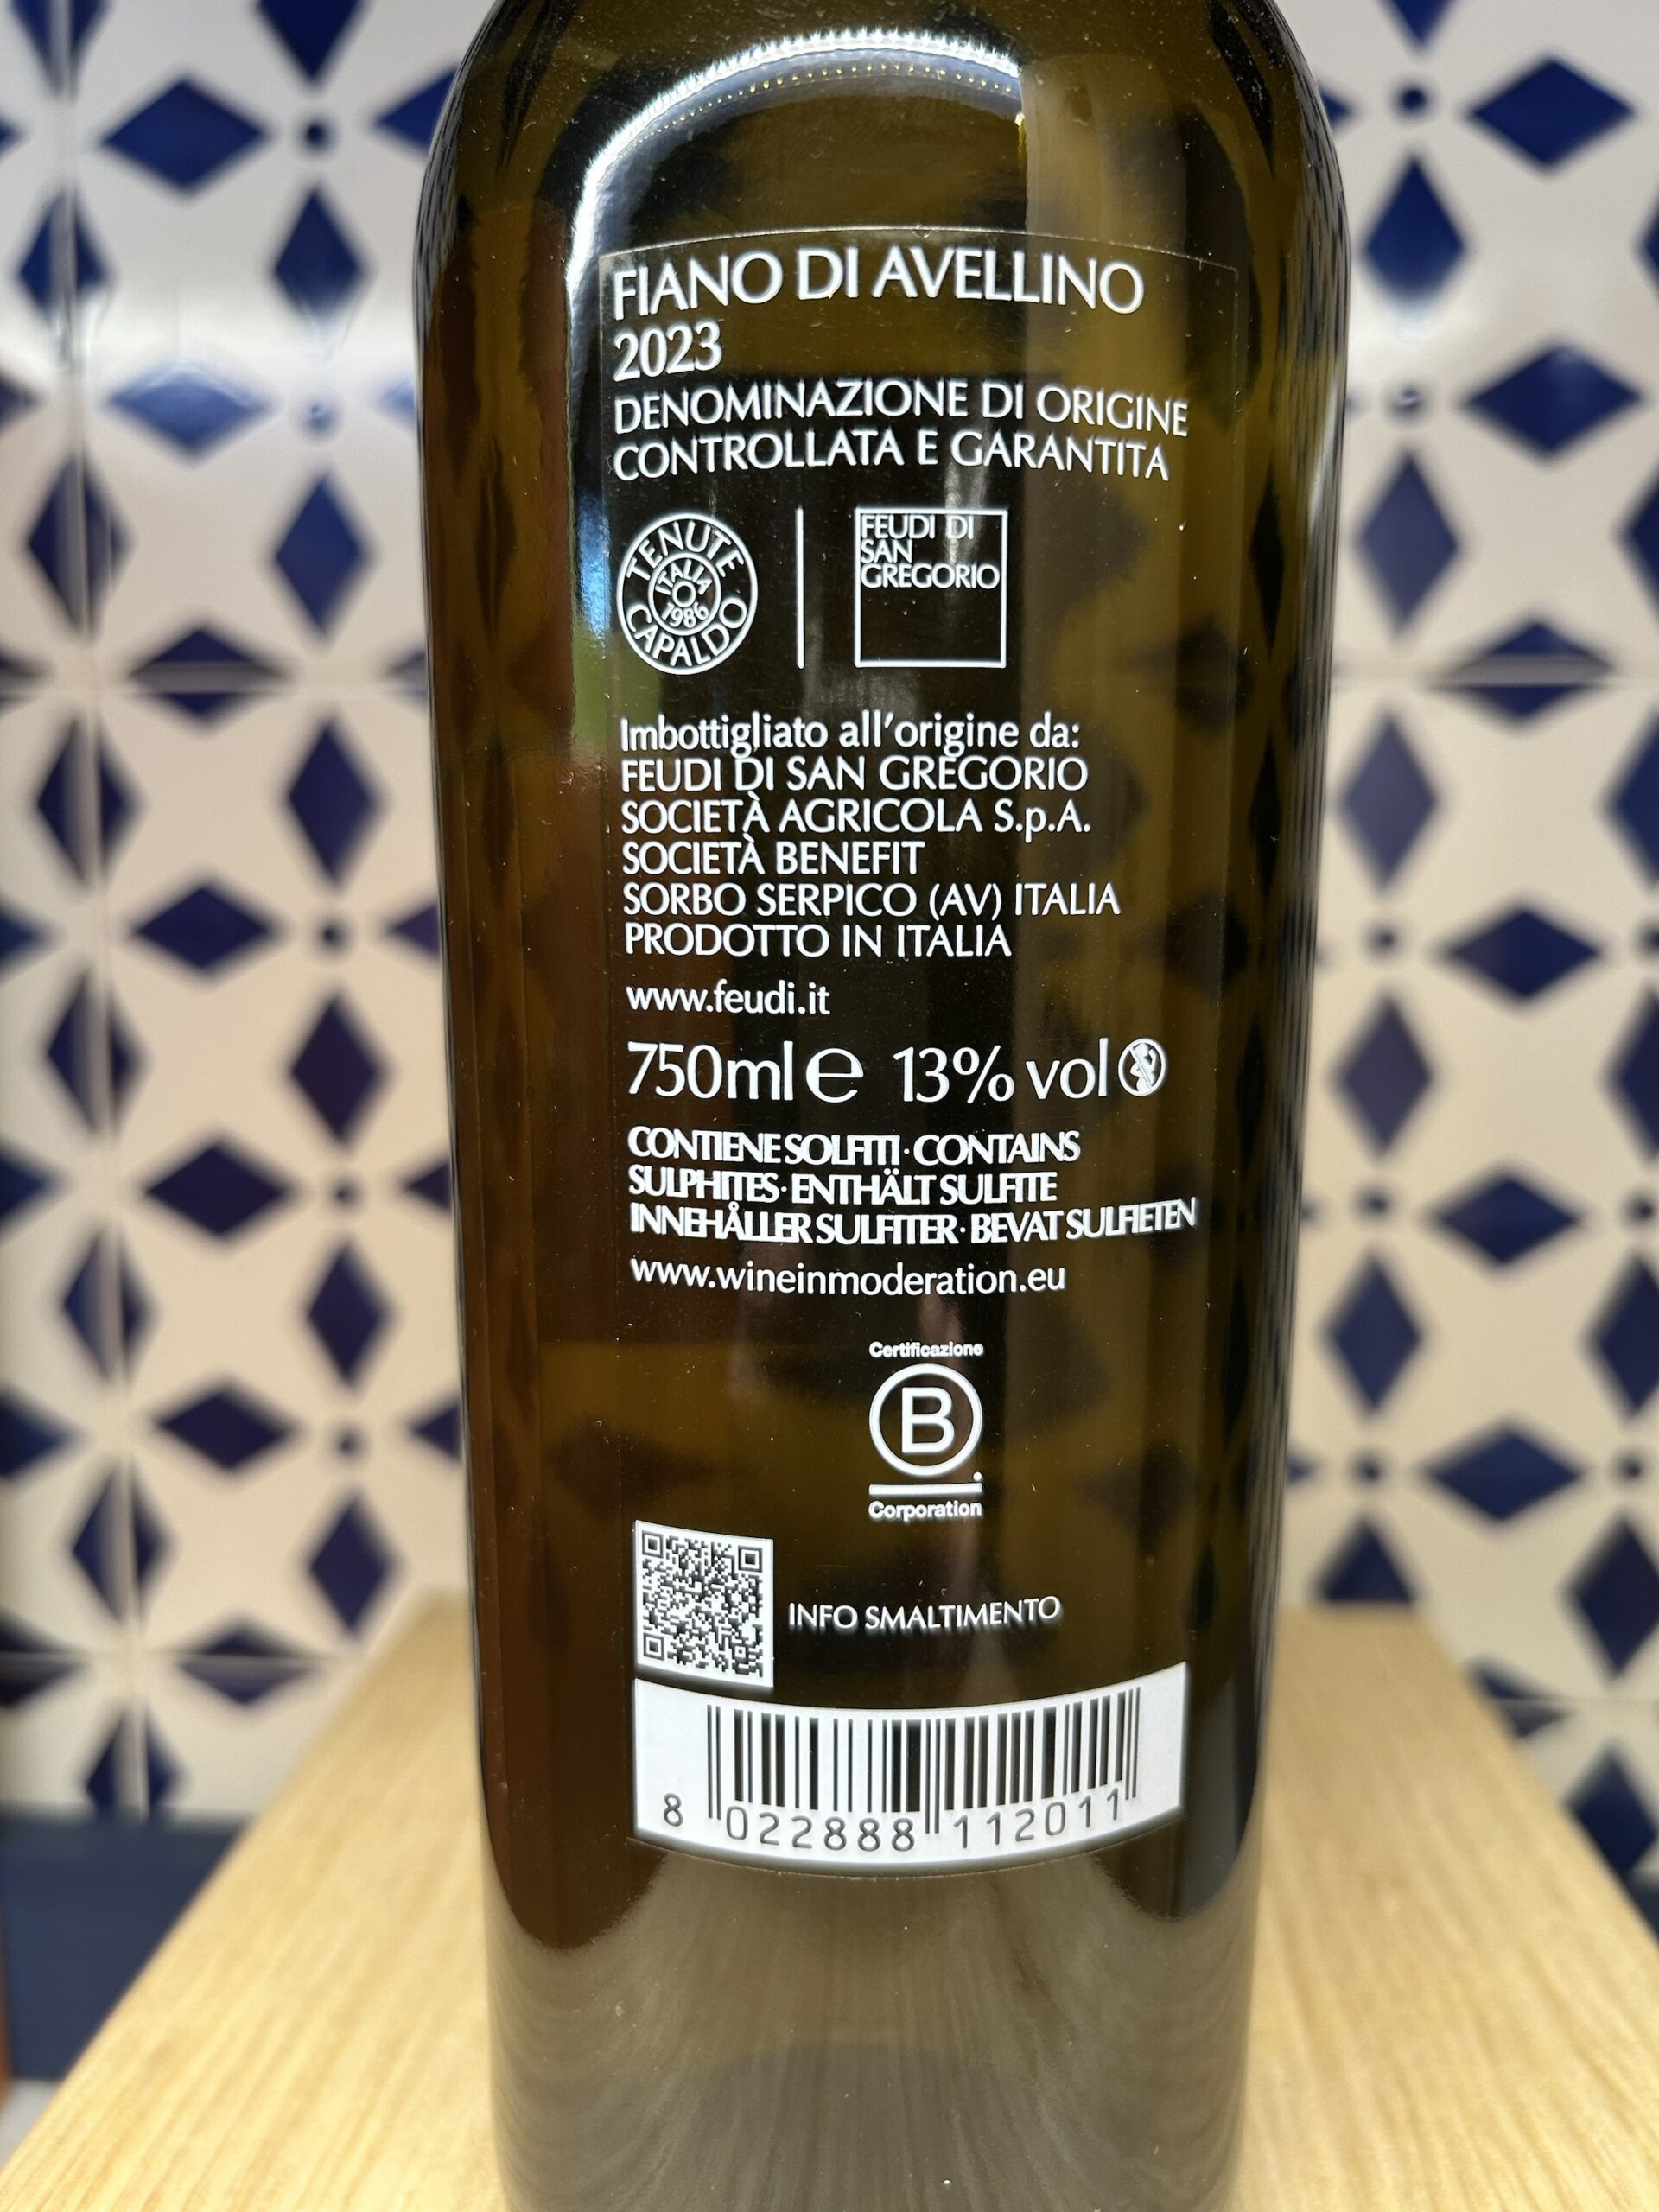 FIANO DI AVELLINO
2023
DENOMINAZIONE DI ORIGINE
CONTROLLATA E GARANTITA
TENUTE
CAPALDO
ITALIA
1986
FEUDI DI
SAN
GREGORIO
Imbottigliato all'origine da:
FEUDI DI SAN GREGORIO
SOCIETÀ AGRICOLA S.p.A.
SOCIETÀ BENEFIT
SORBO SERPICO (AV) ITALIA
PRODOTTO IN ITALIA
www.feudi.it
750ml e 13% vol
CONTIENE SOLFITI · CONTAINS
SULPHITES · ENTHÄLT SULFITE
INNEHÅLLER SULFITER · BEVAT SULFIETEN
www.wineinmoderation.eu
Certificazione
B
Corporation
INFO SMALTIMENTO
8 022888 112011